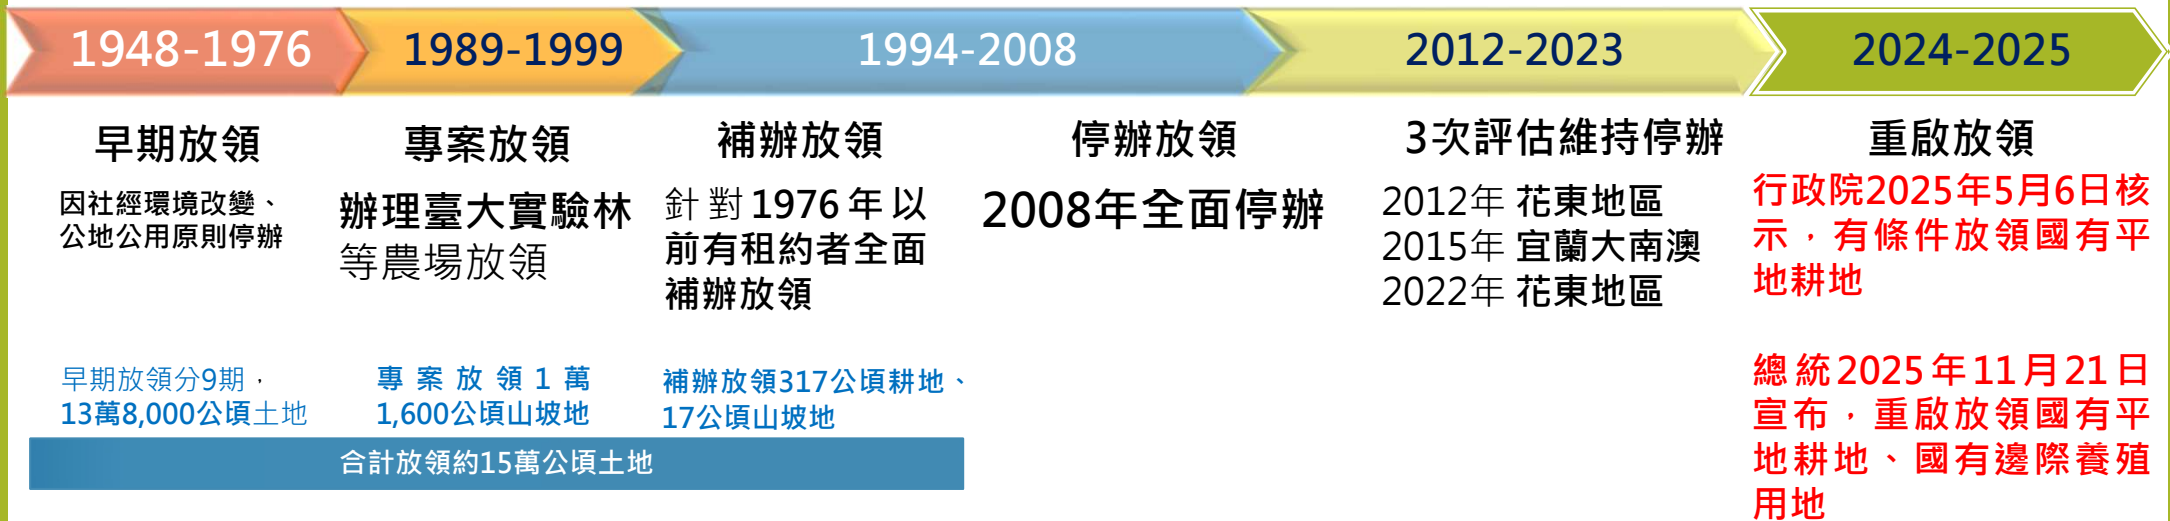 1948-1976
1989-1999
1994-2008
2012-2023
2024-2025
早期放領
因社經環境改變、
公地公用原則停辦
早期放領分9期，
13萬8,000公頃土地
專案放領
辦理臺大實驗林
等農場放領
專案放領1萬
1,600公頃山坡地
補辦放領
針對1976年以
前有租約者全面
補辦放領
補辦放領317公頃耕地、
17公頃山坡地
合計放領約15萬公頃土地
停辦放領
2008年全面停辦
3次評估維持停辦
2012年 花東地區
2015年 宜蘭大南澳
2022年 花東地區
重啟放領
行政院2025年5月6日核
示，有條件放領國有平
地耕地
總統2025年11月21日
宣布，重啟放領國有平
地耕地、國有邊際養殖
用地